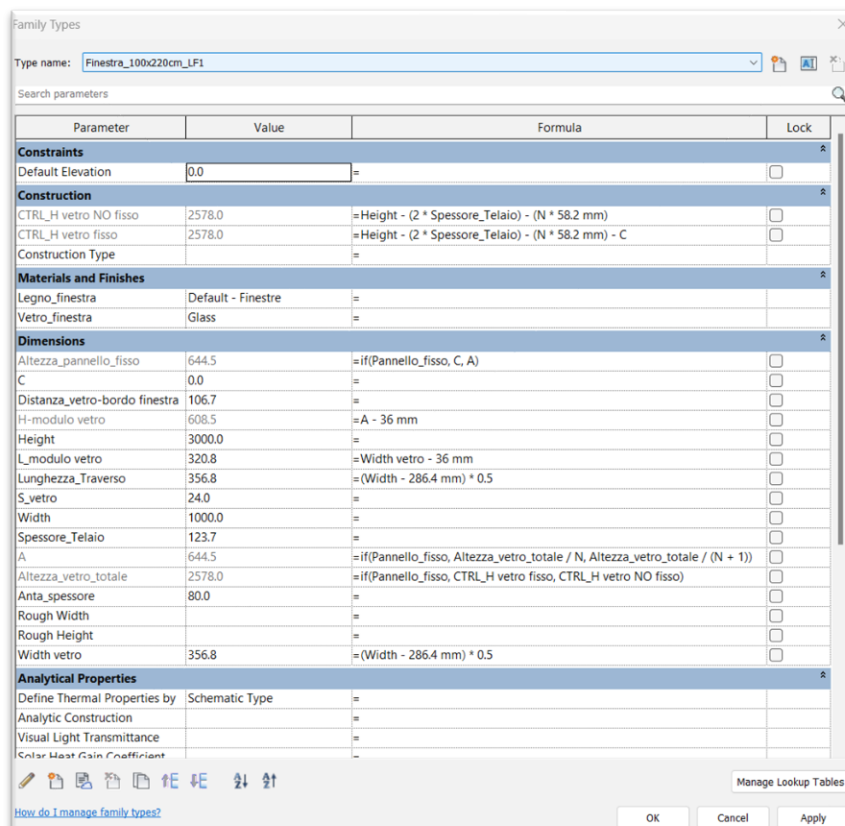 Family Types
Type name: Finestra_100x220cm_LF1
Search parameters
Parameter Value Formula Lock
Constraints
Default Elevation 0.0 =
Construction
CTRL_H vetro NO fisso 2578.0 =Height - (2 * Spessore_Telaio) - (N * 58.2 mm)
CTRL_H vetro fisso 2578.0 =Height - (2 * Spessore_Telaio) - (N * 58.2 mm) - C
Construction Type =
Materials and Finishes
Legno_finestra Default - Finestre =
Vetro_finestra Glass =
Dimensions
Altezza_pannello_fisso 644.5 =if(Pannello_fisso, C, A)
C 0.0 =
Distanza_vetro-bordo finestra 106.7 =
H-modulo vetro 608.5 =A - 36 mm
Height 3000.0 =
L_modulo vetro 320.8 =Width vetro - 36 mm
Lunghezza_Traverso 356.8 =(Width - 286.4 mm) * 0.5
S_vetro 24.0 =
Width 1000.0 =
Spessore_Telaio 123.7 =
A 644.5 =if(Pannello_fisso, Altezza_vetro_totale / N, Altezza_vetro_totale / (N + 1))
Altezza_vetro_totale 2578.0 =if(Pannello_fisso, CTRL_H vetro fisso, CTRL_H vetro NO fisso)
Anta_spessore 80.0 =
Rough Width =
Rough Height =
Width vetro 356.8 =(Width - 286.4 mm) * 0.5
Analytical Properties
Define Thermal Properties by Schematic Type =
Analytic Construction =
Visual Light Transmittance =
Solar Heat Gain Coefficient =
Manage Lookup Tables
How do I manage family types?
OK Cancel Apply